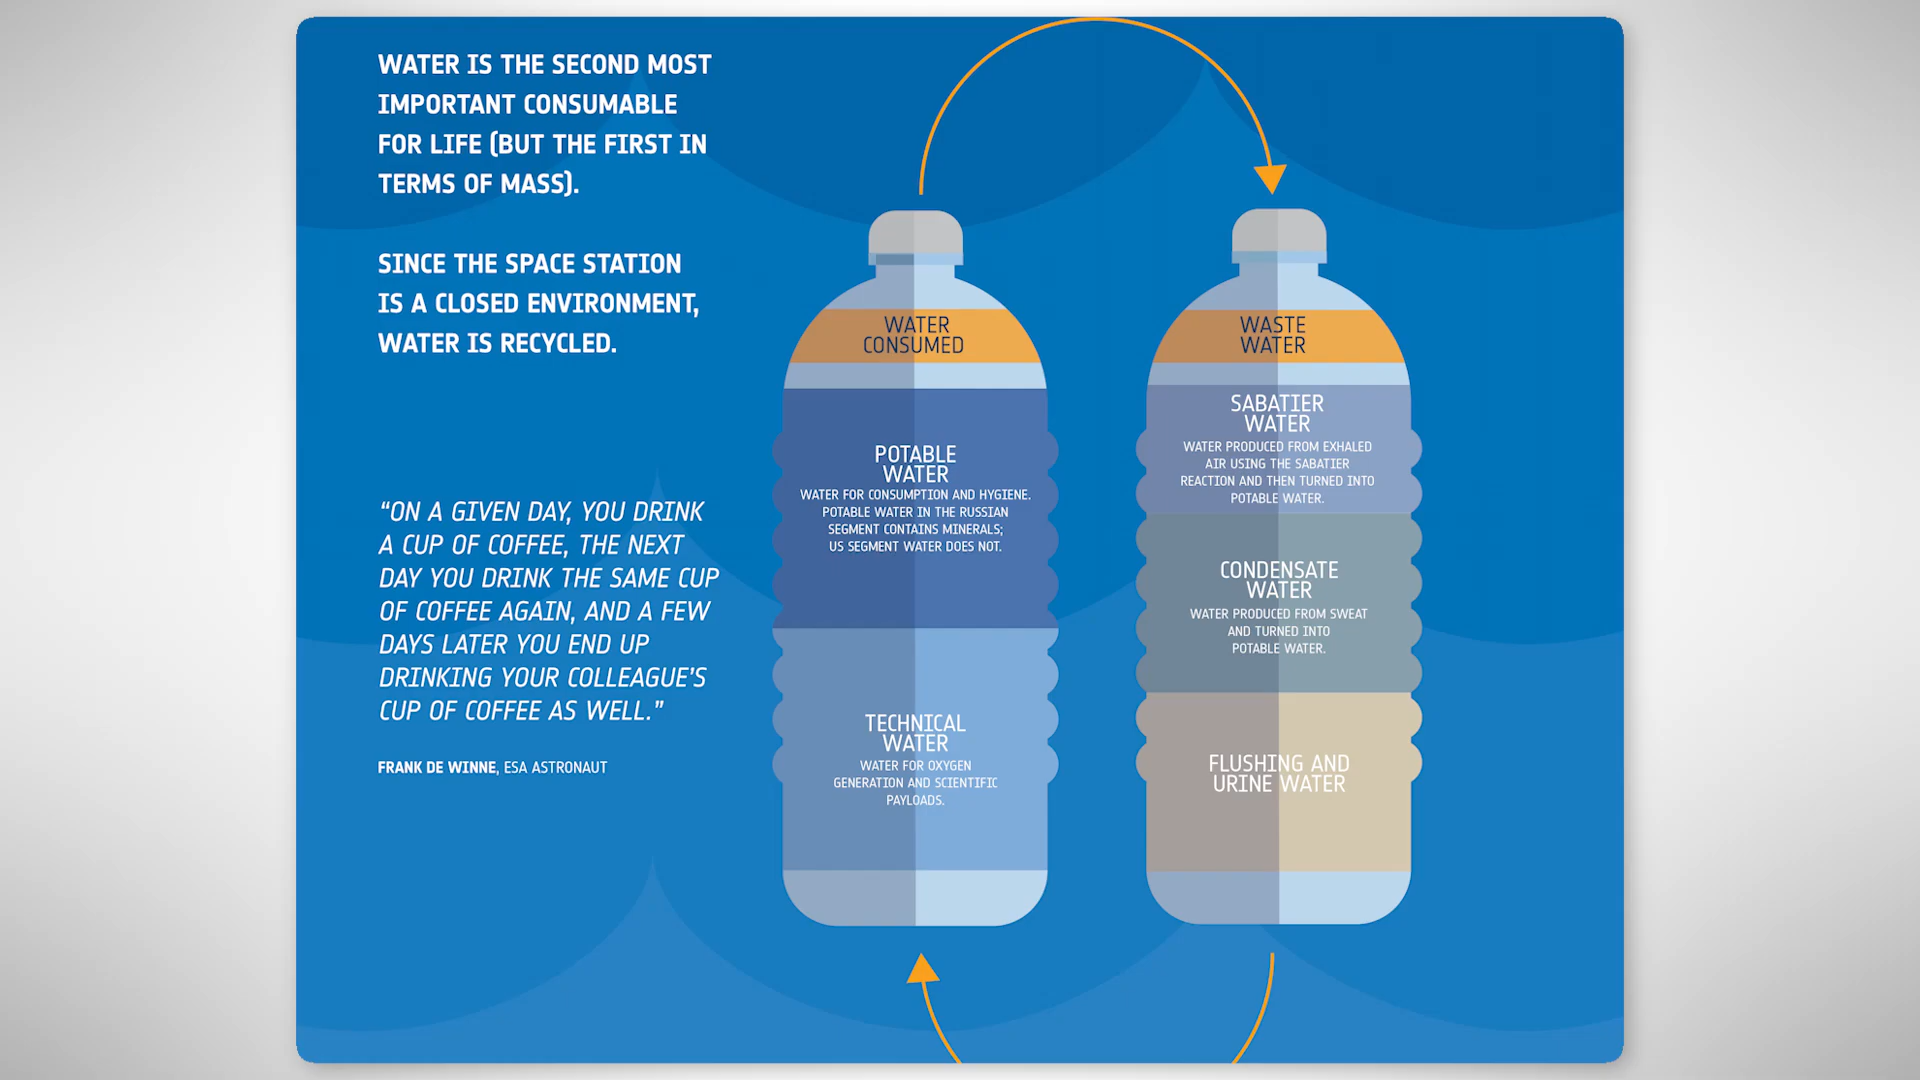 WATER IS THE SECOND MOST
IMPORTANT CONSUMABLE
FOR LIFE (BUT THE FIRST IN
TERMS OF MASS).
SINCE THE SPACE STATION
IS A CLOSED ENVIRONMENT,
WATER IS RECYCLED.
“ON A GIVEN DAY, YOU DRINK
A CUP OF COFFEE, THE NEXT
DAY YOU DRINK THE SAME CUP
OF COFFEE AGAIN, AND A FEW
DAYS LATER YOU END UP
DRINKING YOUR COLLEAGUE’S
CUP OF COFFEE AS WELL.”
FRANK DE WINNE, ESA ASTRONAUT
WATER
CONSUMED
POTABLE
WATER
WATER FOR CONSUMPTION AND HYGIENE.
POTABLE WATER IN THE RUSSIAN
SEGMENT CONTAINS MINERALS;
US SEGMENT WATER DOES NOT.
TECHNICAL
WATER
WATER FOR OXYGEN
GENERATION AND SCIENTIFIC
PAYLOADS.
WASTE
WATER
SABATIER
WATER
WATER PRODUCED FROM EXHALED
AIR USING THE SABATIER
REACTION AND THEN TURNED INTO
POTABLE WATER.
CONDENSATE
WATER
WATER PRODUCED FROM SWEAT
AND TURNED INTO
POTABLE WATER.
FLUSHING AND
URINE WATER